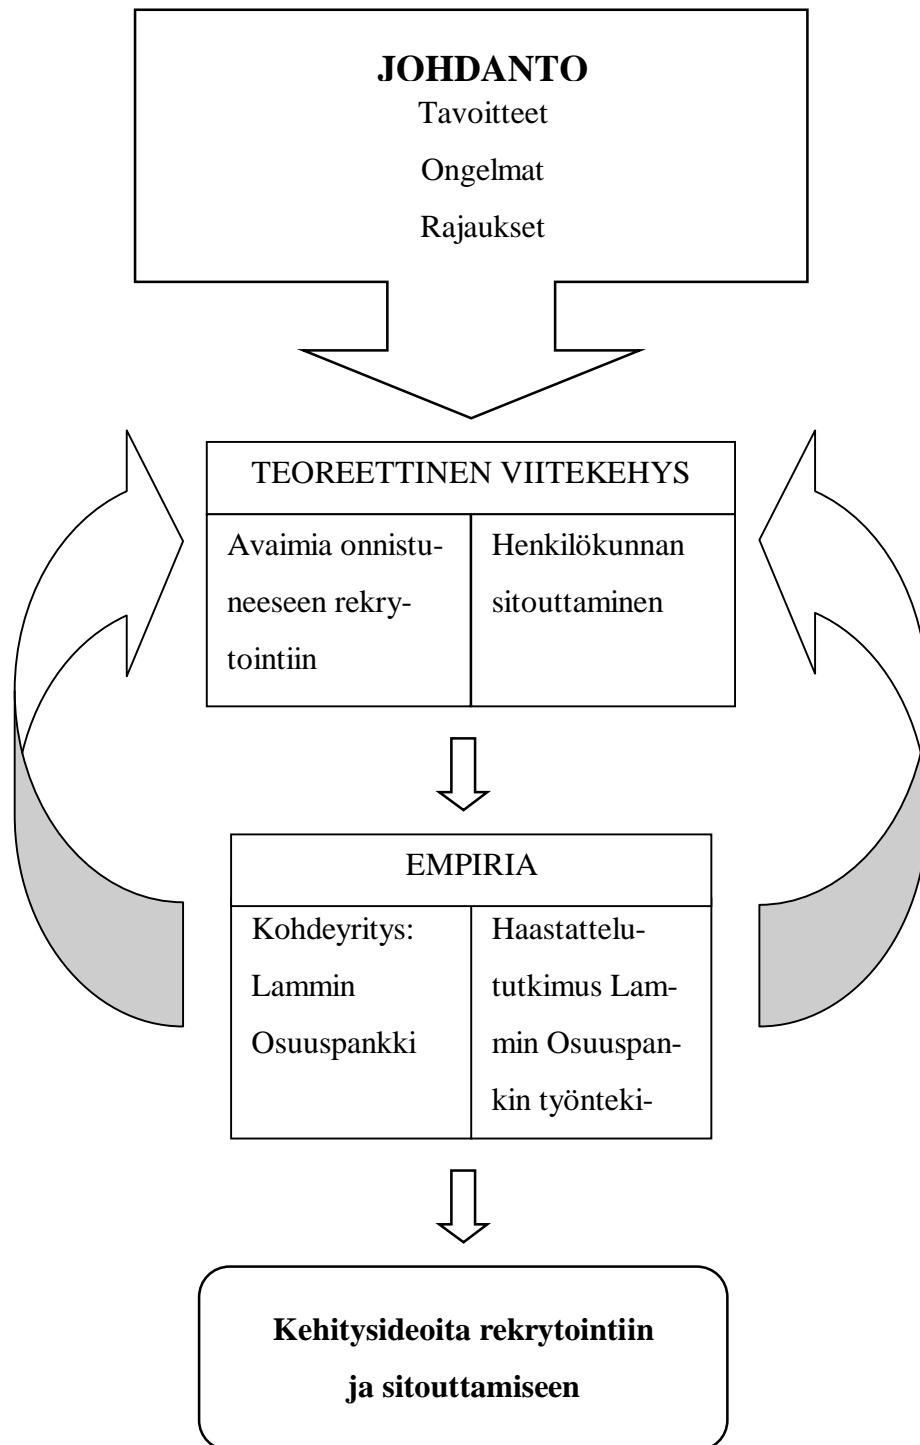 JOHDANTO
Tavoitteet
Ongelmat
Rajaukset
TEOREETTINEN VIITEKEHYS
Avaimia onnistu-
neeseen rekry-
tointiin
Henkilökunnan
sitouttaminen
EMPIRIA
Kohdeyritys:
Lammin
Osuuspankki
Haastattelu-
tutkimus Lam-
min Osuuspan-
kin työnteki-
Kehitysideoita rekrytointiin
ja sitouttamiseen